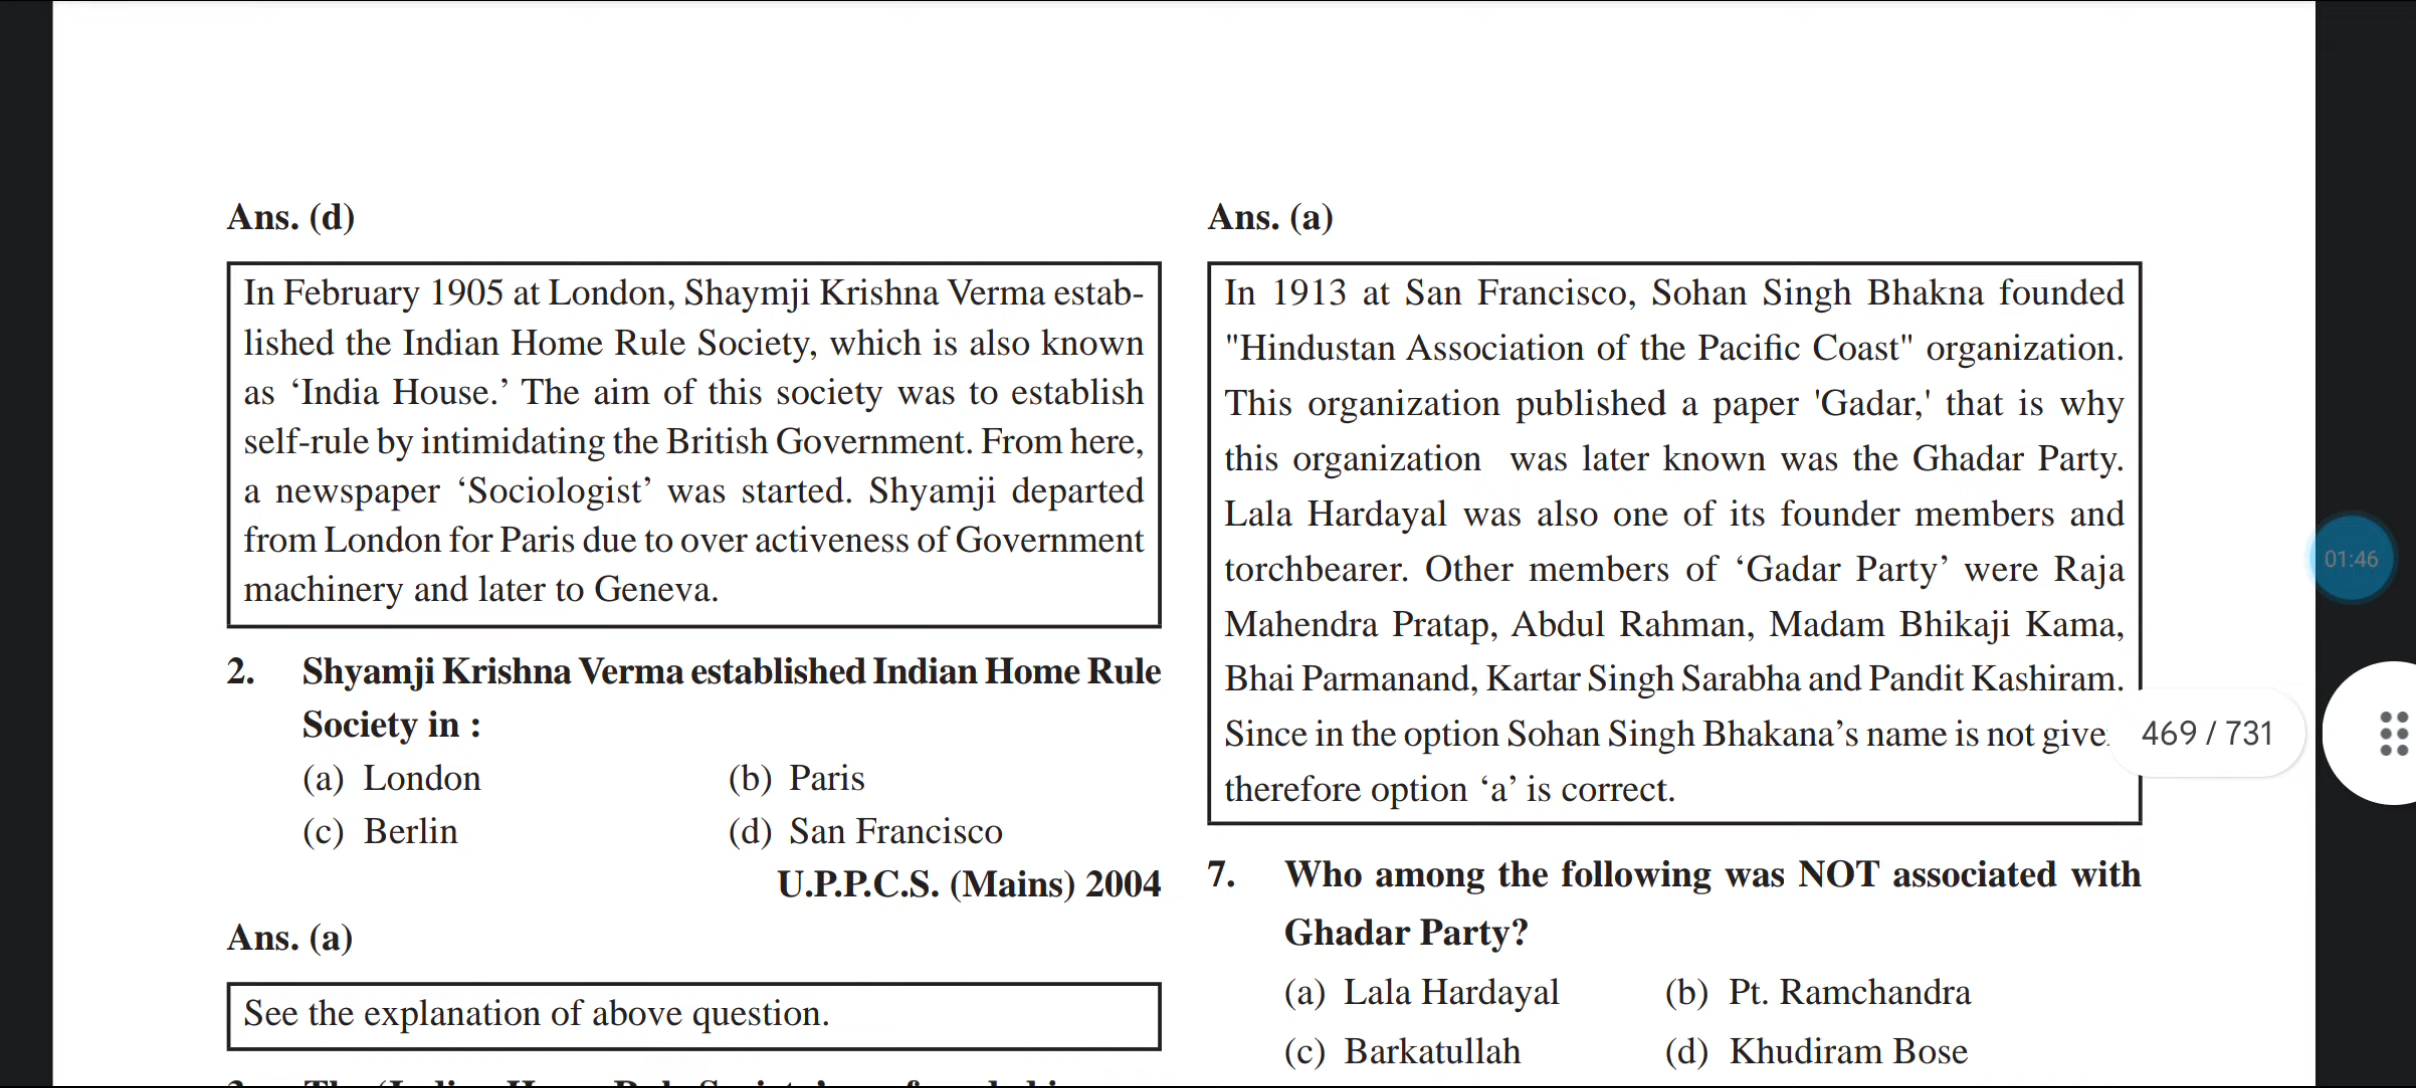 Ans. (d)
In February 1905 at London, Shaymji Krishna Verma estab-
lished the Indian Home Rule Society, which is also known
as ‘India House.’ The aim of this society was to establish
self-rule by intimidating the British Government. From here,
a newspaper ‘Sociologist’ was started. Shyamji departed
from London for Paris due to over activeness of Government
machinery and later to Geneva.
2. Shyamji Krishna Verma established Indian Home Rule
Society in :
(a) London (b) Paris
(c) Berlin (d) San Francisco
U.P.P.C.S. (Mains) 2004
Ans. (a)
See the explanation of above question.
Ans. (a)
In 1913 at San Francisco, Sohan Singh Bhakna founded
"Hindustan Association of the Pacific Coast" organization.
This organization published a paper 'Gadar,' that is why
this organization was later known was the Ghadar Party.
Lala Hardayal was also one of its founder members and
torchbearer. Other members of ‘Gadar Party’ were Raja
Mahendra Pratap, Abdul Rahman, Madam Bhikaji Kama,
Bhai Parmanand, Kartar Singh Sarabha and Pandit Kashiram.
Since in the option Sohan Singh Bhakana’s name is not give
therefore option ‘a’ is correct.
7. Who among the following was NOT associated with
Ghadar Party?
(a) Lala Hardayal (b) Pt. Ramchandra
(c) Barkatullah (d) Khudiram Bose
01:46
469 / 731